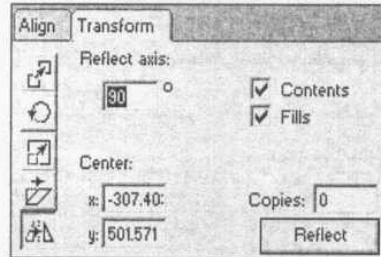 Align Transform
Reflect axis:
90 °
Contents
Fills
Center:
x: -307.40:
Copies: 0
y: 501.571
Reflect